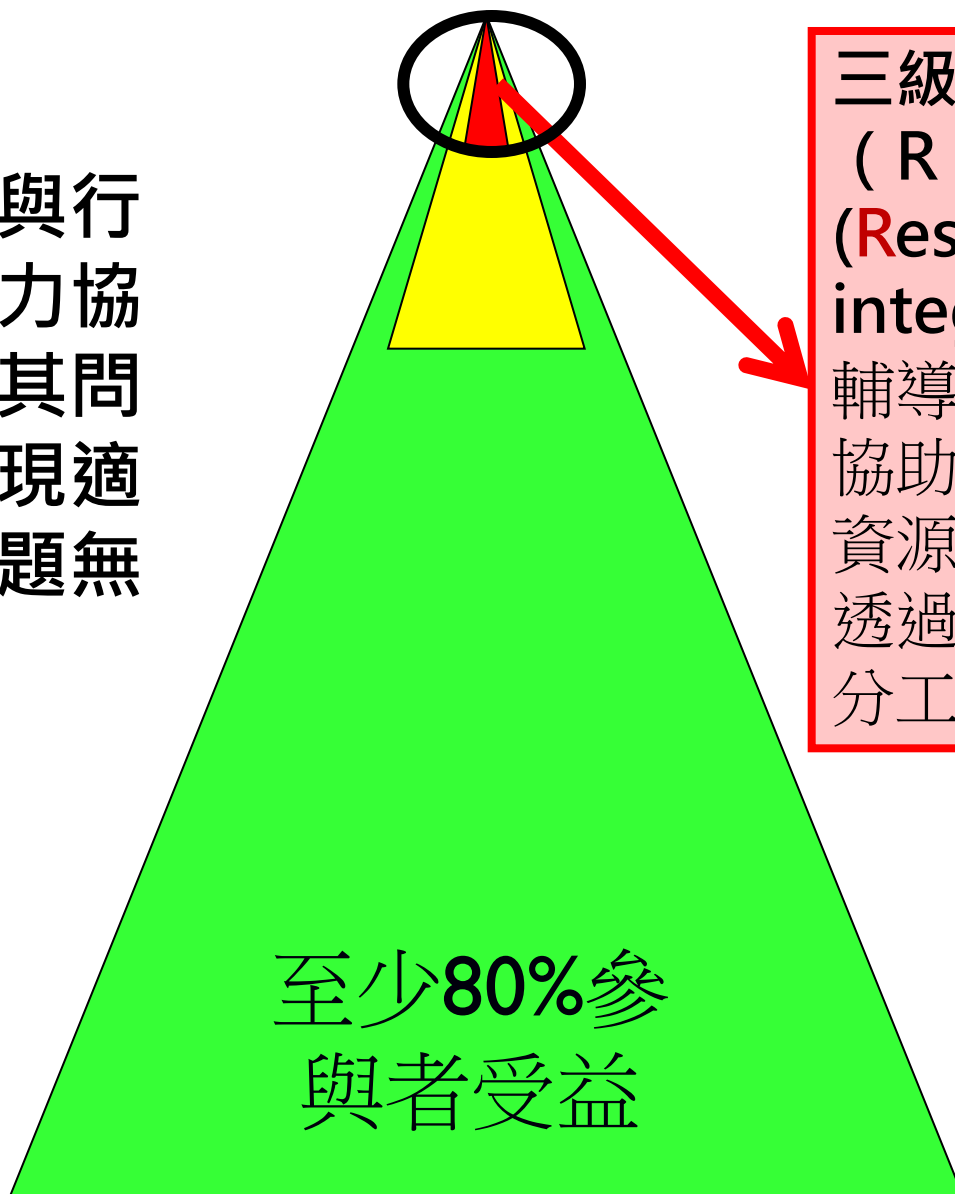 與行
力協
其問
現適
題無
三級
（R
(Res
inte
輔導
協助
資源
透過
分工
至少80%參
與者受益